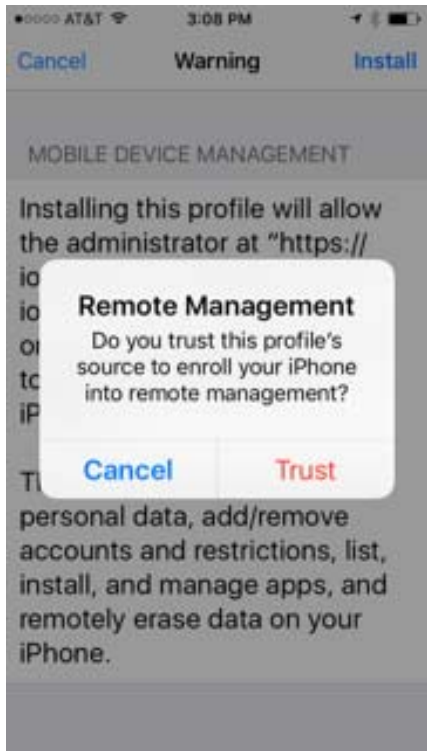 AT&T 3:08 PM
Cancel Warning Install
MOBILE DEVICE MANAGEMENT
Installing this profile will allow
the administrator at “https://
Remote Management
Do you trust this profile's
source to enroll your iPhone
into remote management?
Cancel Trust
personal data, add/remove
accounts and restrictions, list,
install, and manage apps, and
remotely erase data on your
iPhone.